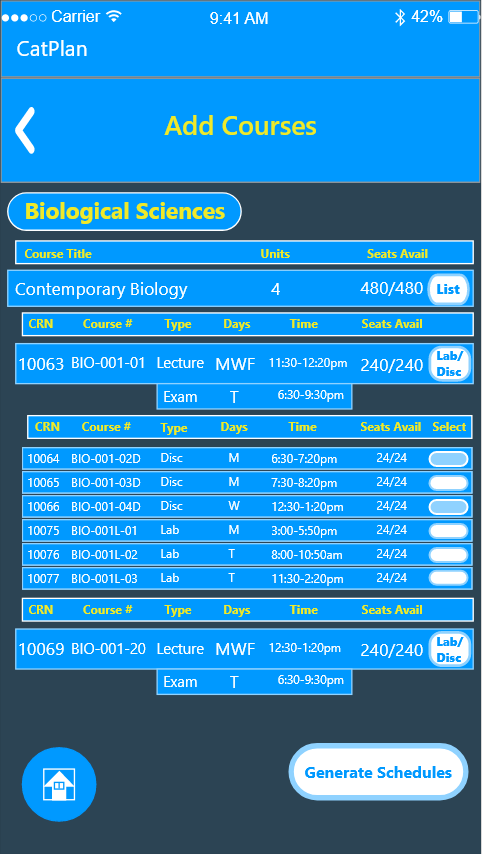 Carrier 9:41 AM 42%
CatPlan
Add Courses
Biological Sciences
Course Title Units Seats Avail
Contemporary Biology 4 480/480 List
CRN Course # Type Days Time Seats Avail
10063 BIO-001-01 Lecture MWF 11:30-12:20pm 240/240 Lab/
Disc
Exam T 6:30-9:30pm
CRN Course # Type Days Time Seats Avail Select
10064 BIO-001-02D Disc M 6:30-7:20pm 24/24
10065 BIO-001-03D Disc M 7:30-8:20pm 24/24
10066 BIO-001-04D Disc W 12:30-1:20pm 24/24
10075 BIO-001L-01 Lab M 3:00-5:50pm 24/24
10076 BIO-001L-02 Lab T 8:00-10:50am 24/24
10077 BIO-001L-03 Lab T 11:30-2:20pm 24/24
CRN Course # Type Days Time Seats Avail
10069 BIO-001-20 Lecture MWF 12:30-1:20pm 240/240 Lab/
Disc
Exam T 6:30-9:30pm
Generate Schedules